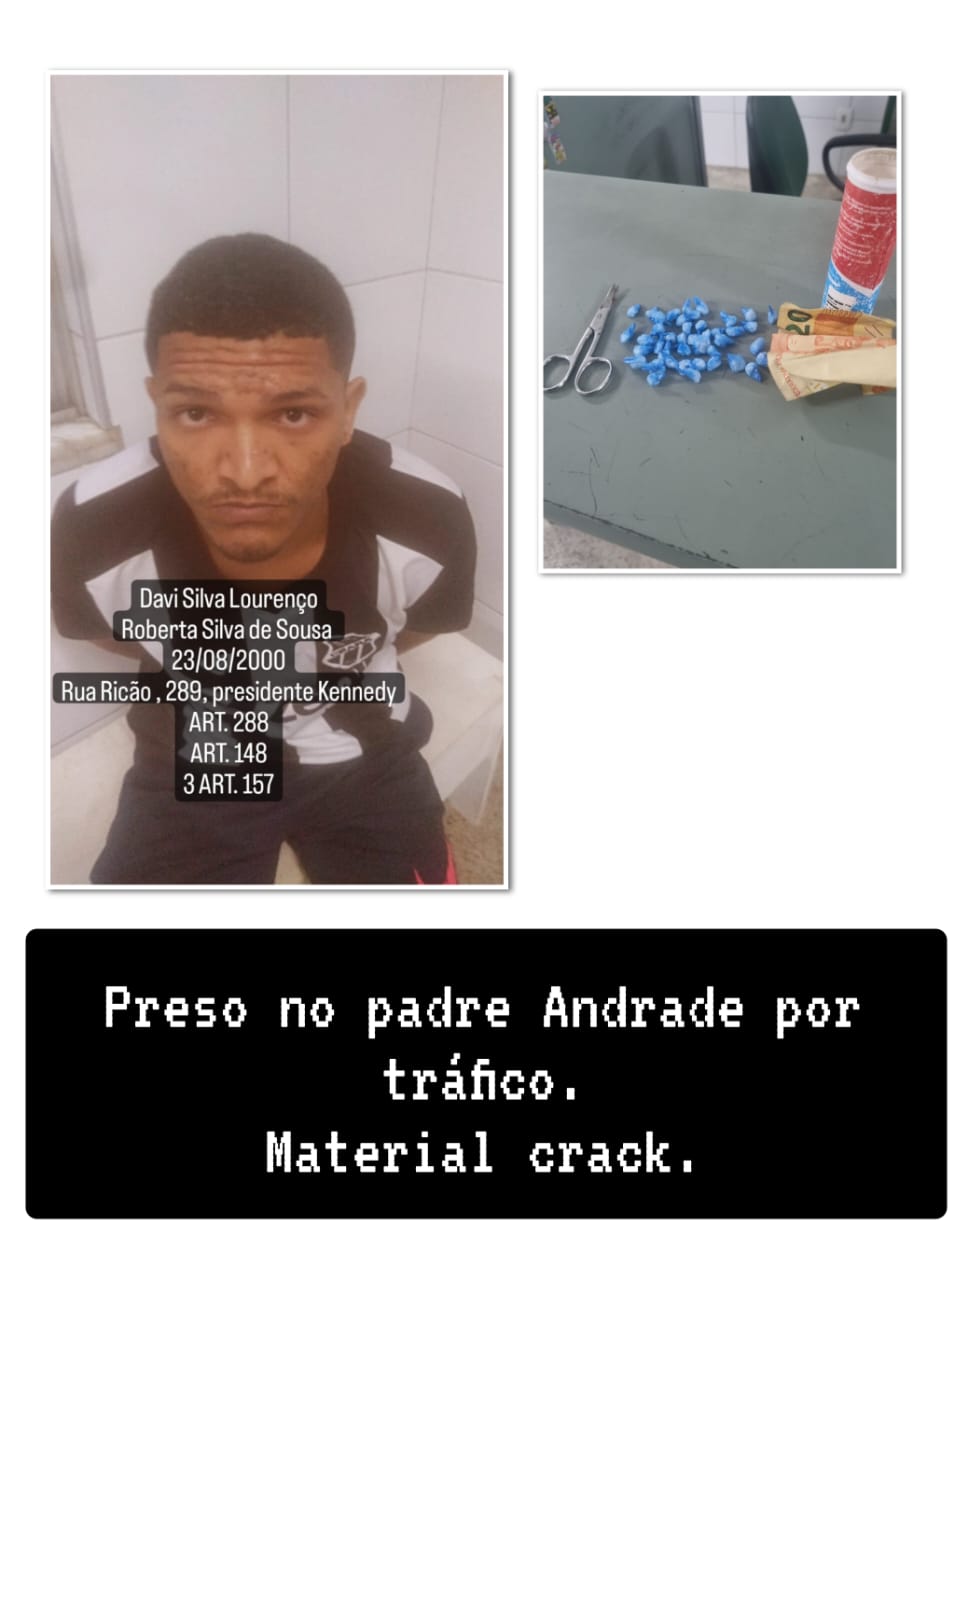 Davi Silva Lourenço
Roberta Silva de Sousa
23/08/2000
Rua Ricão , 289, presidente Kennedy
ART. 288
ART. 148
3 ART. 157
20
Preso no padre Andrade por
tráfico.
Material crack.